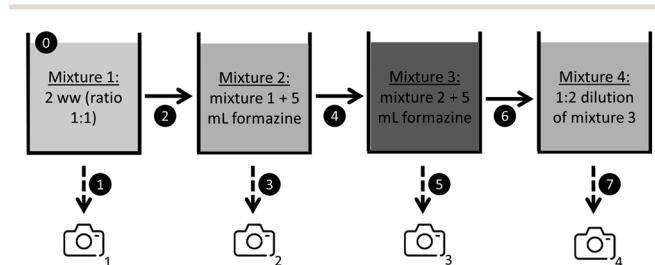 0
Mixture 1:
2 ww (ratio
1:1)
2
Mixture 2:
mixture 1 + 5
mL formazine
4
Mixture 3:
mixture 2 + 5
mL formazine
6
Mixture 4:
1:2 dilution
of mixture 3
1
3
5
7
1
2
3
4